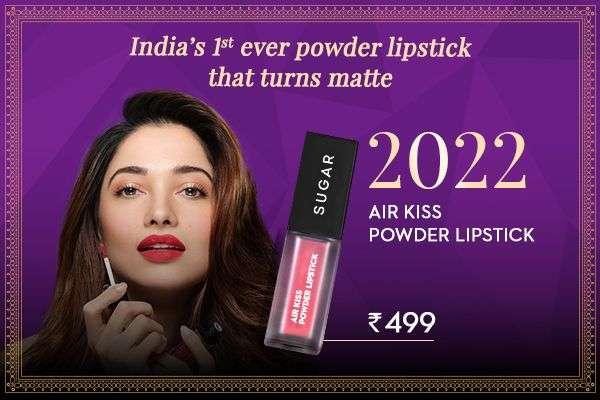 India's 1st ever powder lipstick
that turns matte
2022
AIR KISS
POWDER LIPSTICK
₹499
SUGAR
AIR KISS
POWDER LIPSTICK